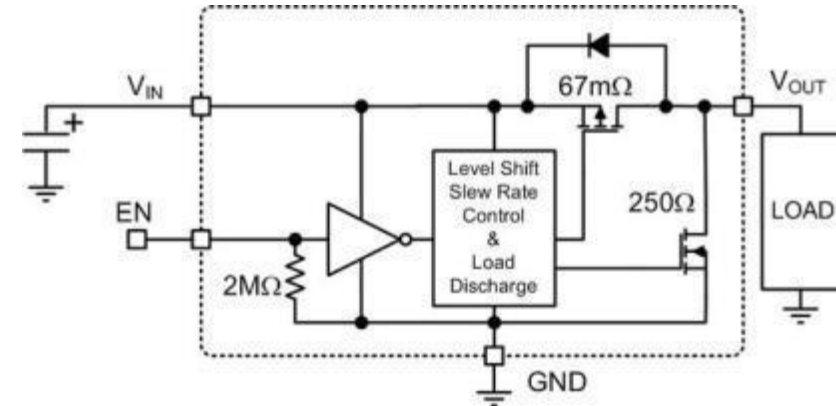 V_IN
+
67mΩ
V_OUT
EN
2MΩ
Level Shift
Slew Rate
Control
&
Load
Discharge
250Ω
LOAD
GND